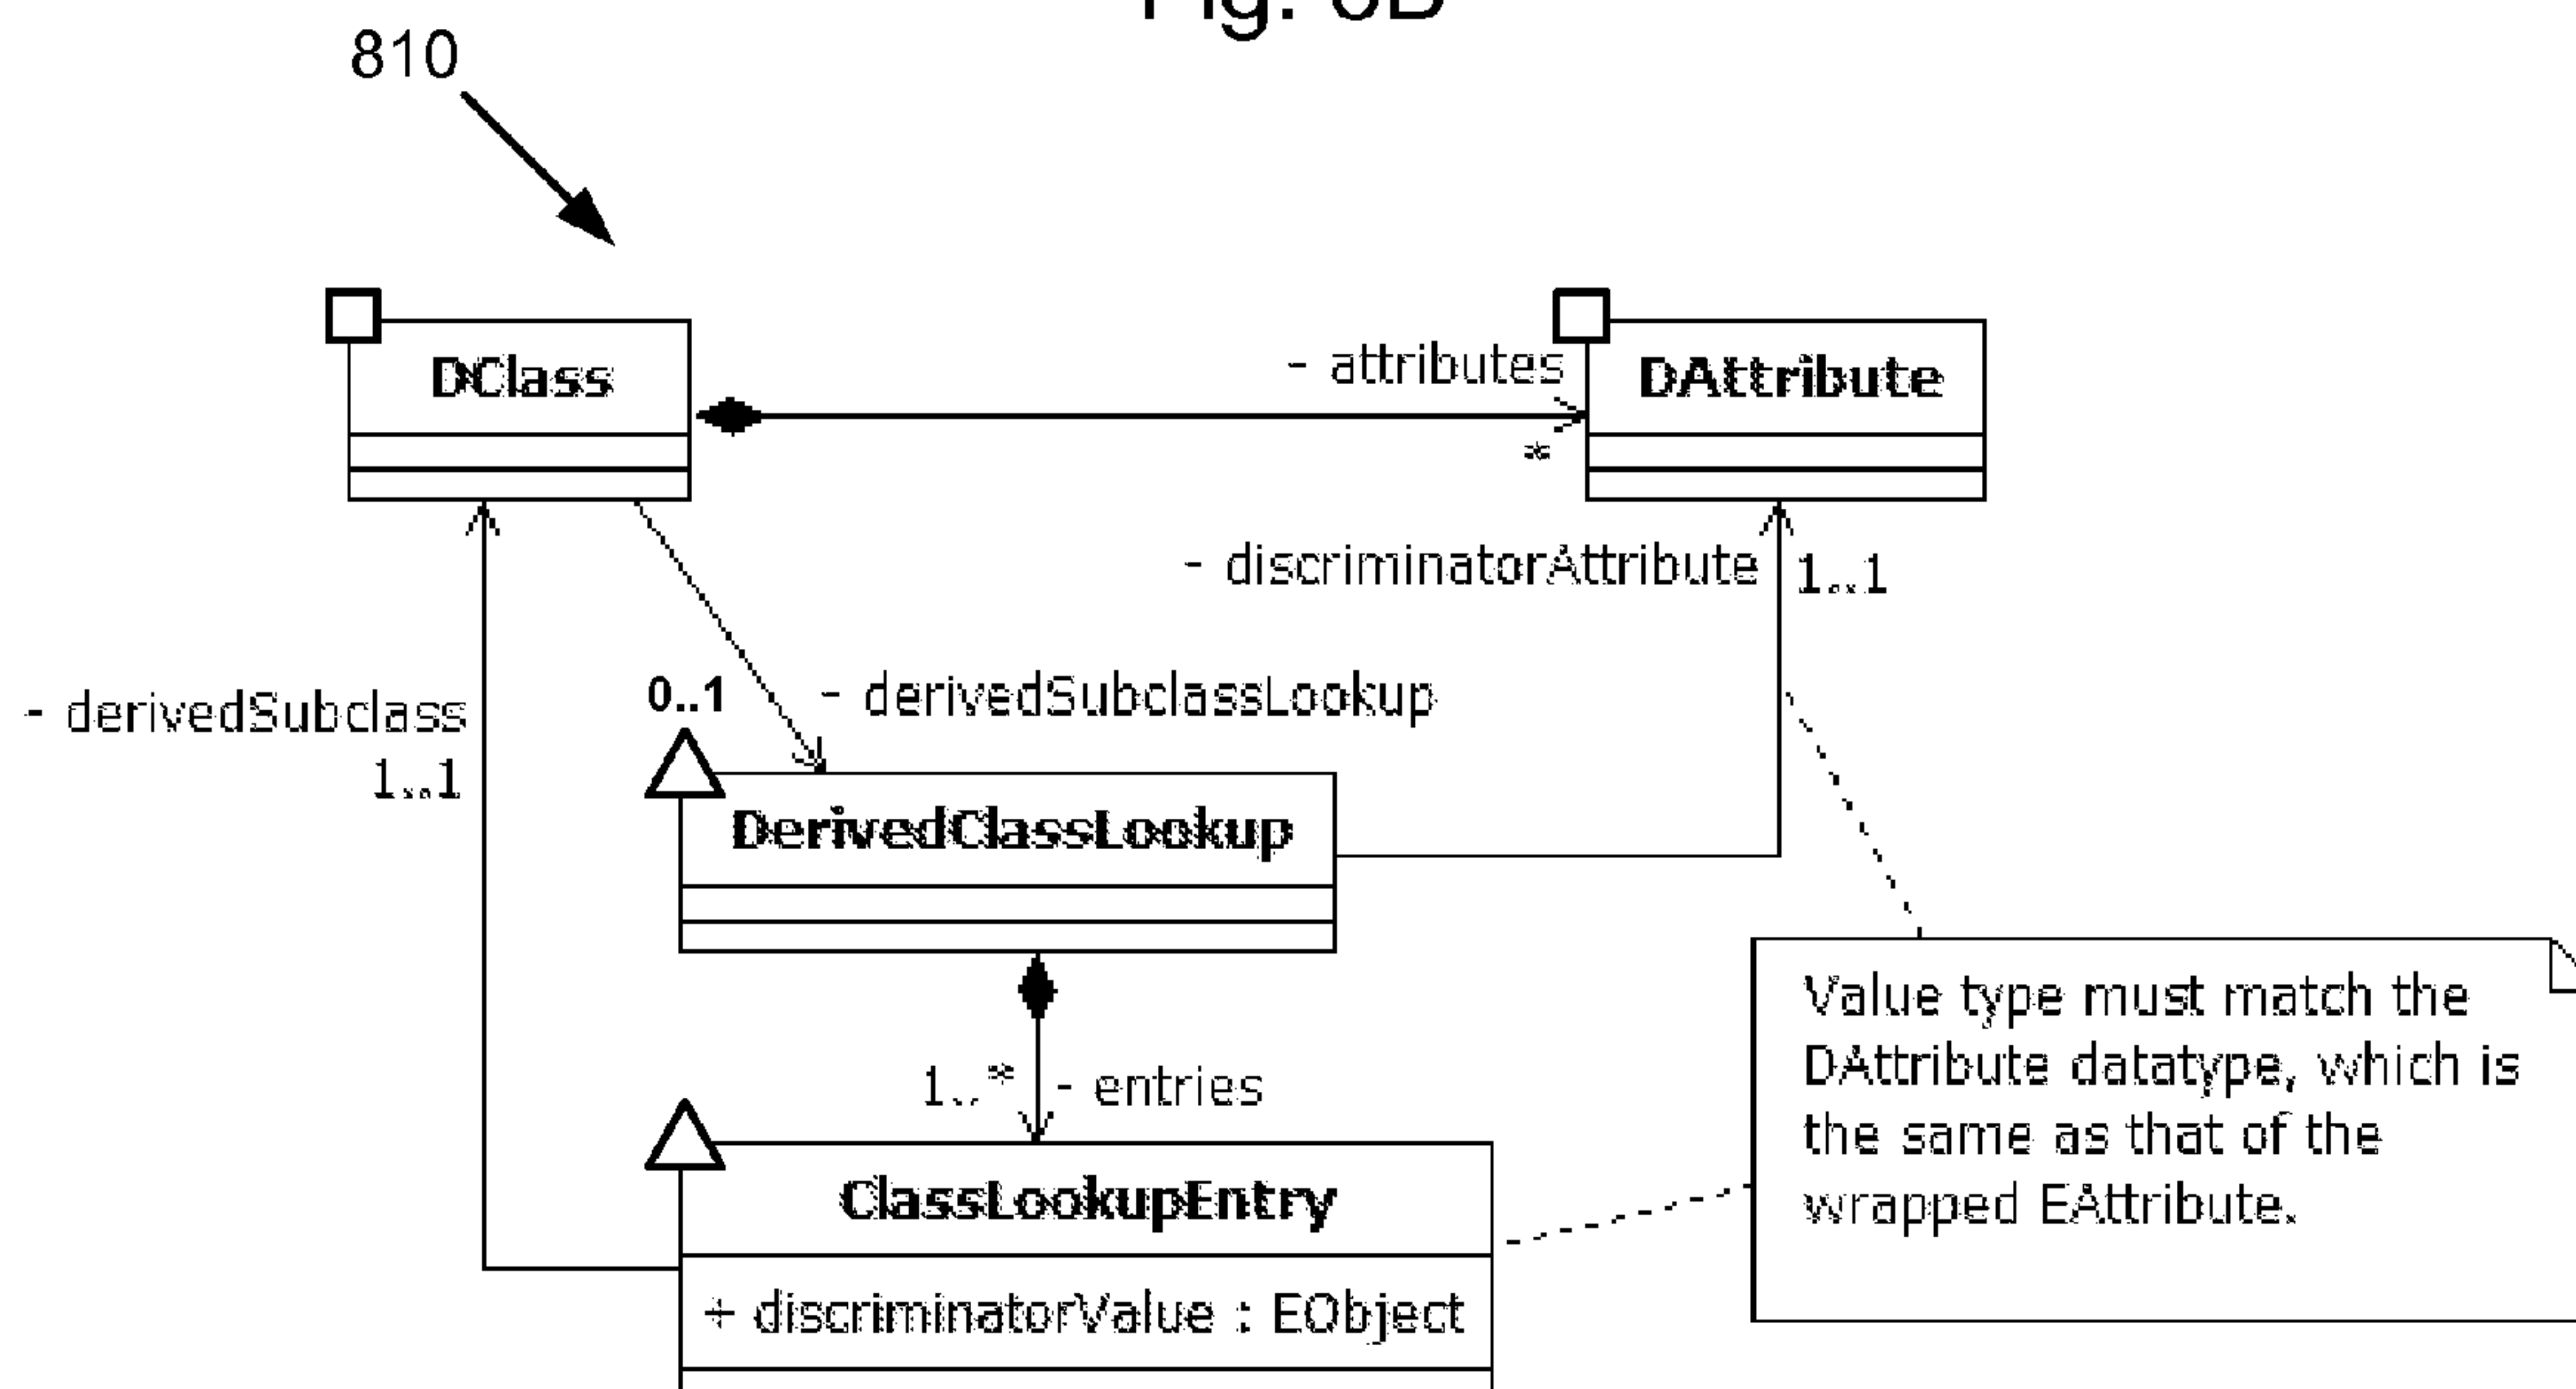 810
DClass
- attributes
DAttribute
*
- discriminatorAttribute
1..1
- derivedSubclass
1..1
0..1
- derivedSubclassLookup
DerivedClassLookup
1..*
- entries
Value type must match the
DAttribute datatype, which is
the same as that of the
wrapped EAttribute.
ClassLookupEntry
+ discriminatorValue : EObject